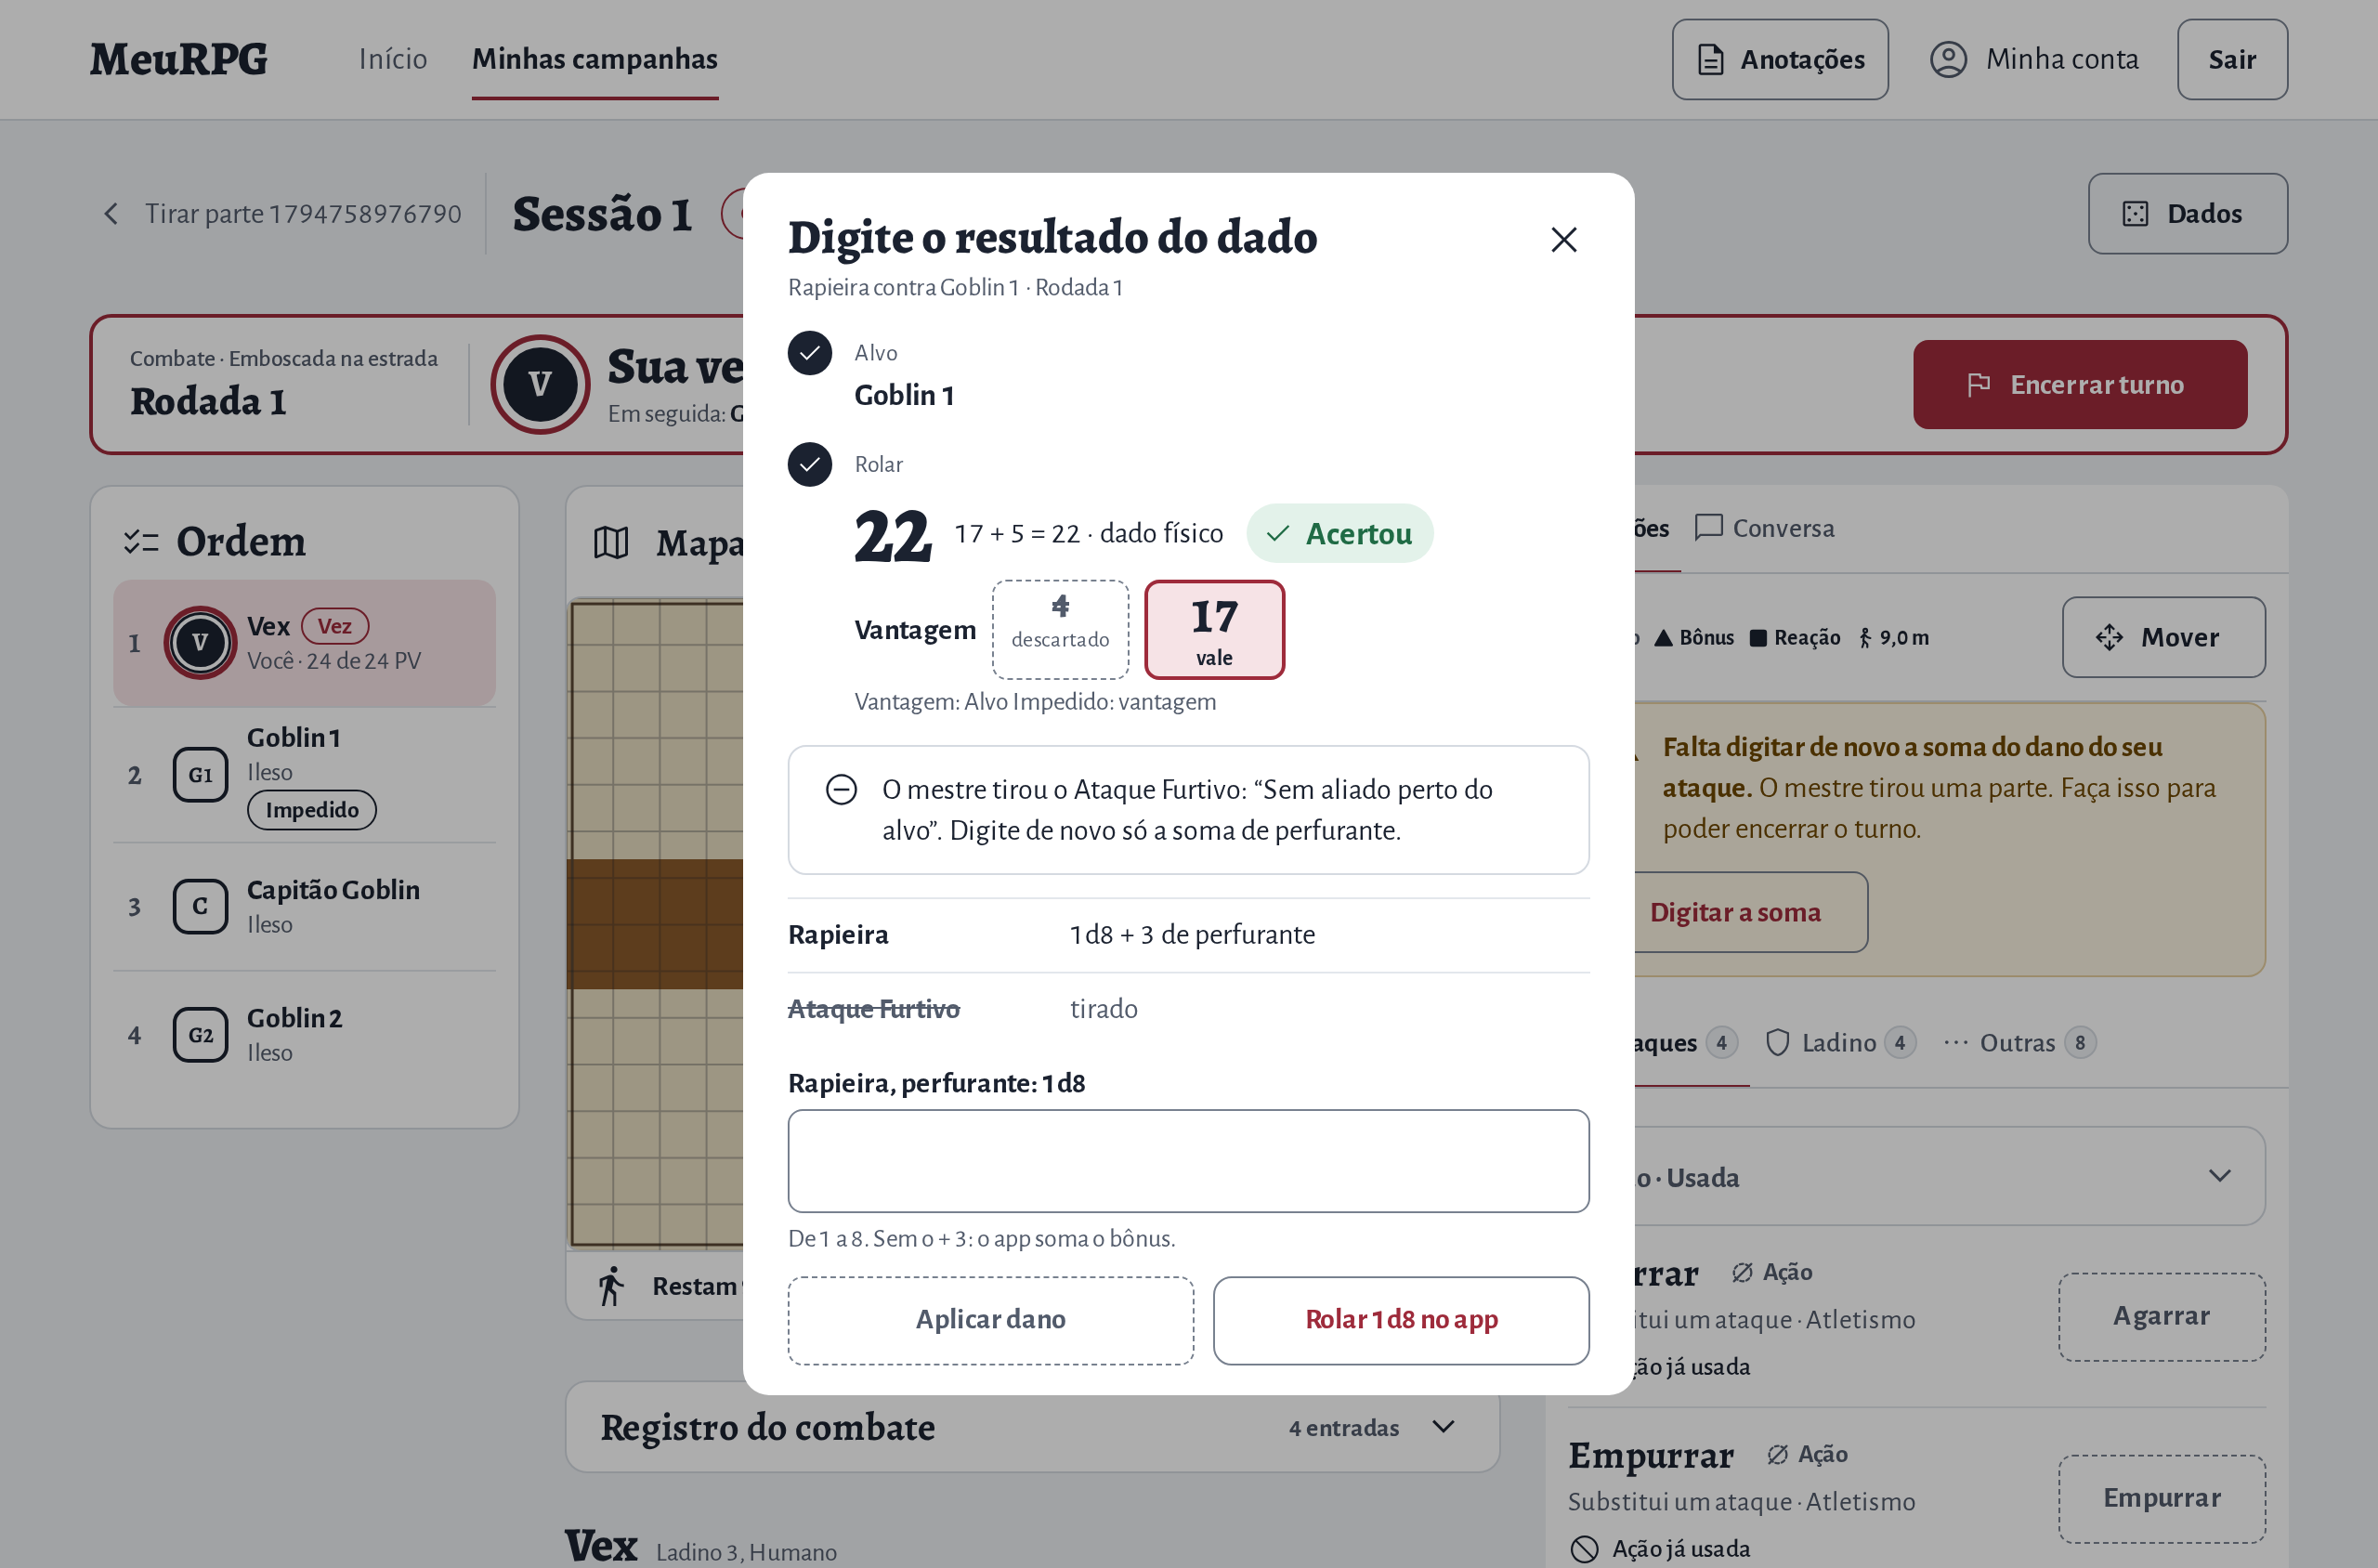 MeuRPG
Início
Minhas campanhas
Anotações
Minha conta
Sair
Tirar parte 1794758976790
Sessão 1
Dados
Combate · Emboscada na estrada
Rodada 1
V
Sua ve
Em seguida: G
Encerrar turno
Ordem
1
V
Vex
Vez
Você · 24 de 24 PV
2
G1
Goblin 1
Ileso
Impedido
3
C
Capitão Goblin
Ileso
4
G2
Goblin 2
Ileso
Mapa
Restam
Registro do combate
4 entradas
Vex
Ladino 3, Humano
Digite o resultado do dado
Rapieira contra Goblin 1 · Rodada 1
Alvo
Goblin 1
Rolar
22
17 + 5 = 22 · dado físico
Acertou
Vantagem
4
descartado
17
vale
Vantagem: Alvo Impedido: vantagem
O mestre tirou o Ataque Furtivo: “Sem aliado perto do
alvo”. Digite de novo só a soma de perfurante.
Rapieira
1d8 + 3 de perfurante
Ataque Furtivo
tirado
Rapieira, perfurante: 1d8
De 1 a 8. Sem o + 3: o app soma o bônus.
Aplicar dano
Rolar 1d8 no app
ões
Conversa
Bônus
Reação
9,0 m
Mover
Falta digitar de novo a soma do dano do seu
ataque. O mestre tirou uma parte. Faça isso para
poder encerrar o turno.
Digitar a soma
aques
4
Ladino
4
Outras
8
o · Usada
rrar
Ação
itui um ataque · Atletismo
ção já usada
Agarrar
Empurrar
Ação
Substitui um ataque · Atletismo
Ação já usada
Empurrar